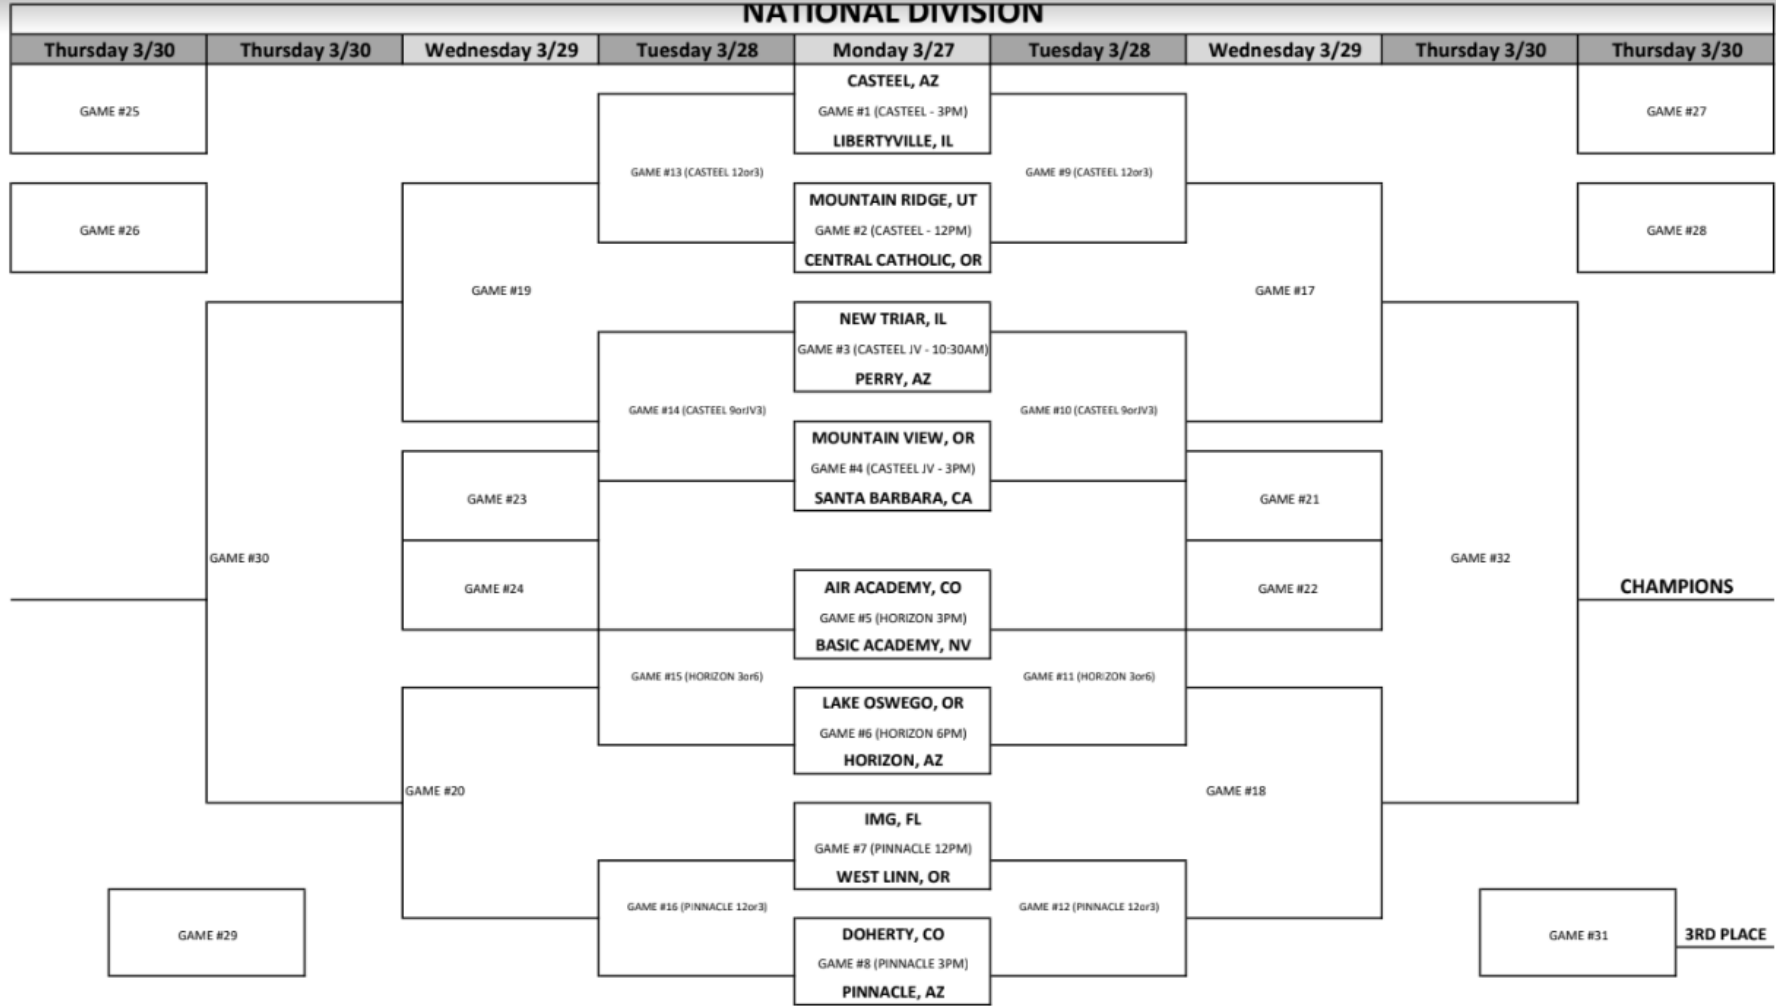 NATIONAL DIVISION
Thursday 3/30 Thursday 3/30 Wednesday 3/29 Tuesday 3/28 Monday 3/27 Tuesday 3/28 Wednesday 3/29 Thursday 3/30 Thursday 3/30
CASTEEL, AZ
GAME #25 GAME #1 (CASTEEL - 3PM) GAME #27
LIBERTYVILLE, IL
GAME #13 (CASTEEL 12or3) GAME #9 (CASTEEL 12or3)
MOUNTAIN RIDGE, UT
GAME #26 GAME #2 (CASTEEL - 12PM) GAME #28
CENTRAL CATHOLIC, OR
GAME #19 GAME #17
NEW TRIAR, IL
GAME #3 (CASTEEL JV - 10:30AM)
PERRY, AZ
GAME #14 (CASTEEL 9orJV3) GAME #10 (CASTEEL 9orJV3)
MOUNTAIN VIEW, OR
GAME #4 (CASTEEL JV - 3PM)
GAME #23 SANTA BARBARA, CA GAME #21
GAME #30 GAME #32
GAME #24 AIR ACADEMY, CO GAME #22 CHAMPIONS
GAME #5 (HORIZON 3PM)
BASIC ACADEMY, NV
GAME #15 (HORIZON 3or6) GAME #11 (HORIZON 3or6)
LAKE OSWEGO, OR
GAME #6 (HORIZON 6PM)
HORIZON, AZ
GAME #20 GAME #18
IMG, FL
GAME #7 (PINNACLE 12PM)
WEST LINN, OR
GAME #16 (PINNACLE 12or3) GAME #12 (PINNACLE 12or3)
GAME #29 DOHERTY, CO GAME #31 3RD PLACE
GAME #8 (PINNACLE 3PM)
PINNACLE, AZ